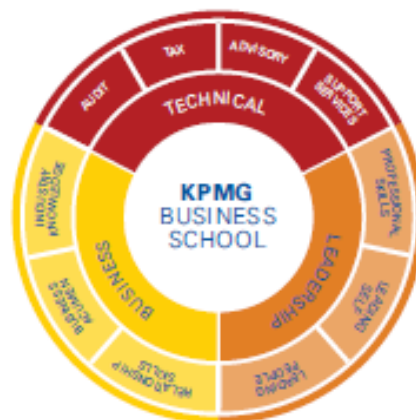 AUDIT
TAX
ADVISORY
SUPPORT
SERVICES
TECHNICAL
KPMG
BUSINESS
SCHOOL
PROFESSIONAL
SKILLS
LEADING
SELF
LEADING
PEOPLE
LEADERSHIP
RELATIONSHIP
SKILLS
BUSINESS
ACUMEN
INDUSTRY
KNOWLEDGE
BUSINESS